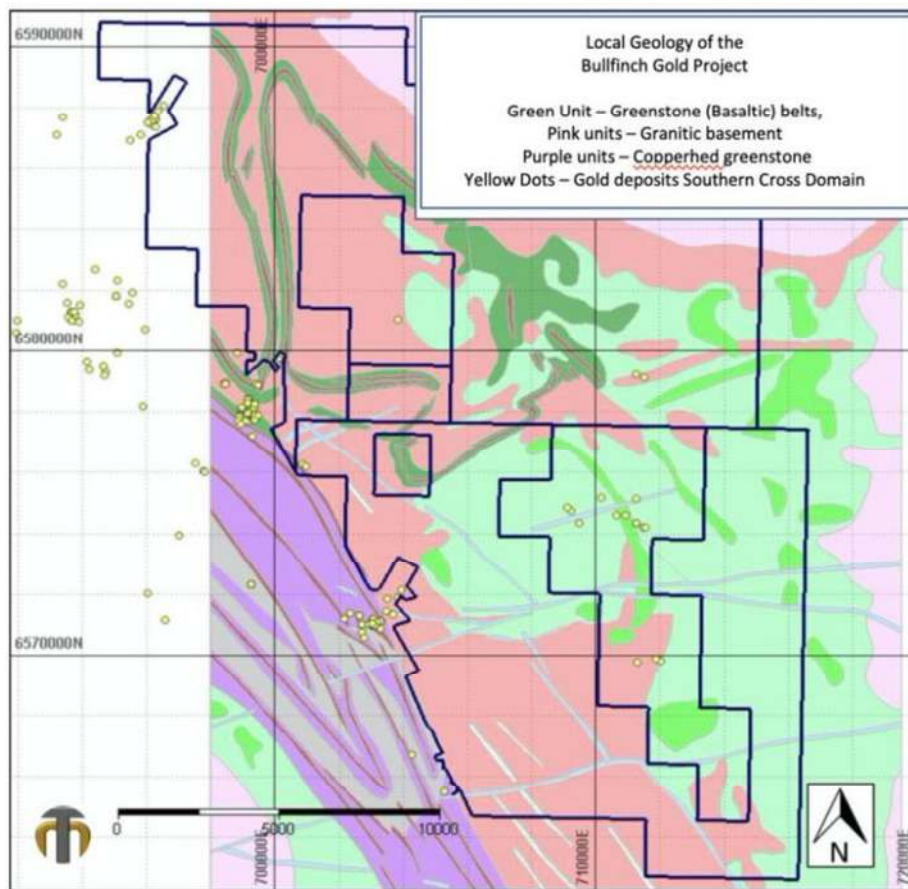 6590000N
700000E
Local Geology of the
Bullfinch Gold Project
Green Unit – Greenstone (Basaltic) belts,
Pink units – Granitic basement
Purple units – Copperhed greenstone
Yellow Dots – Gold deposits Southern Cross Domain
6580000N
6570000N
0 5000 10000
N
700000E
710000E
720000E